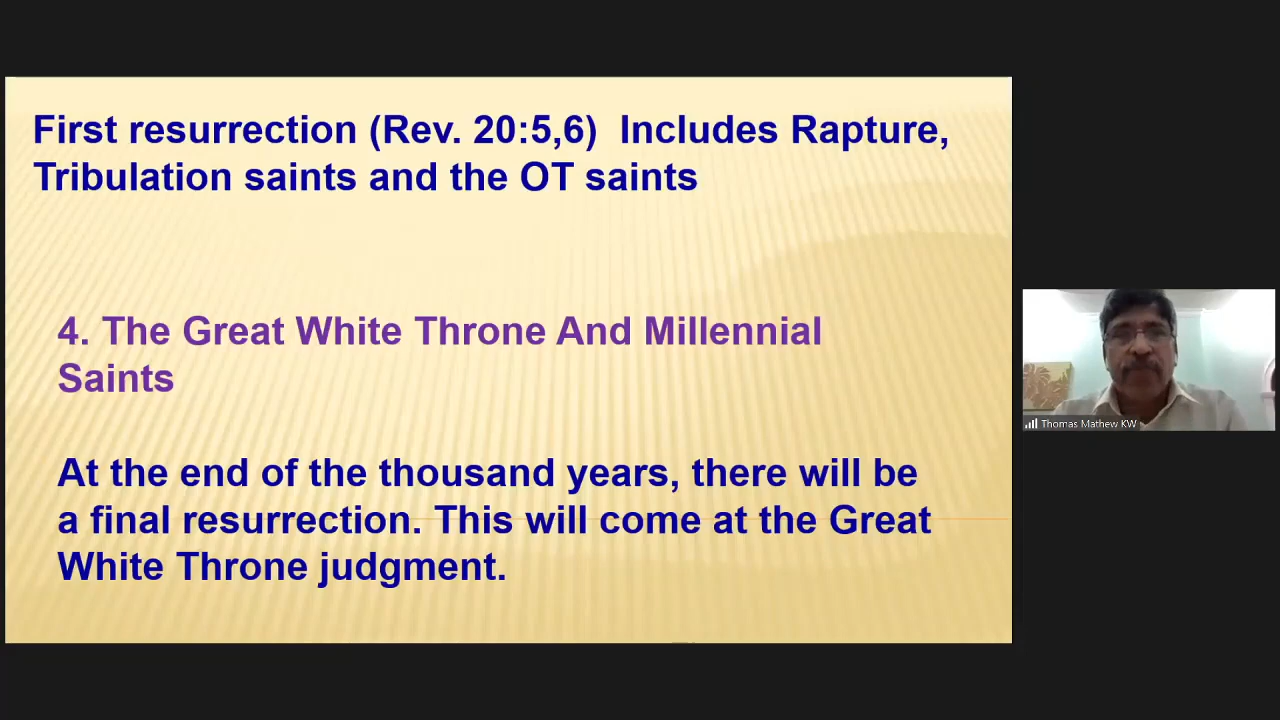 First resurrection (Rev. 20:5,6)  Includes Rapture,
Tribulation saints and the OT saints
4. The Great White Throne And Millennial
Saints
At the end of the thousand years, there will be
a final resurrection. This will come at the Great
White Throne judgment.
Thomas Mathew KW